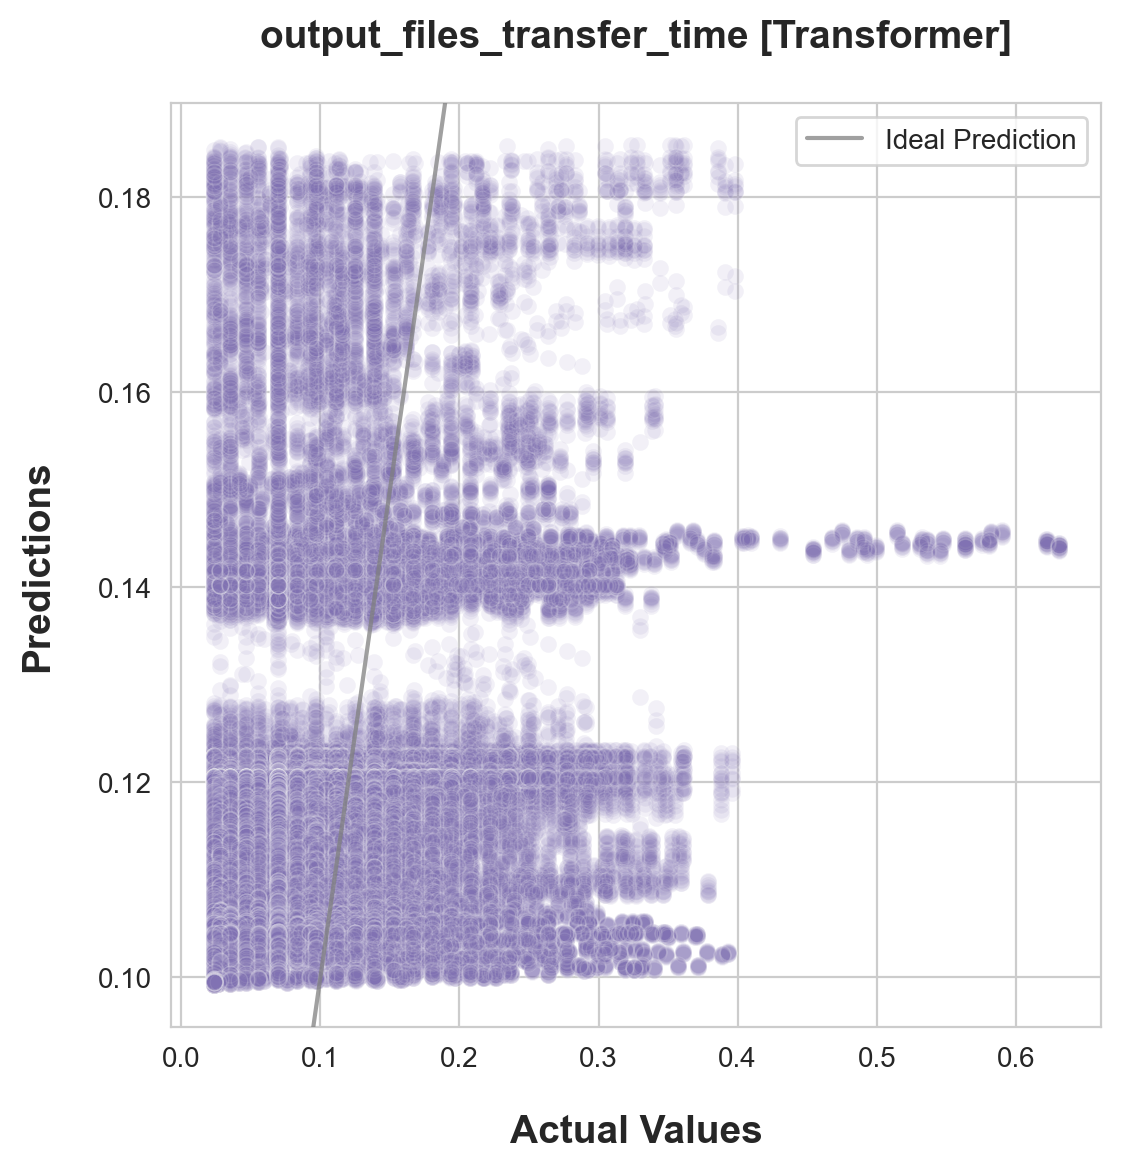 output_files_transfer_time [Transformer]
Ideal Prediction
0.18
0.16
0.14
0.12
0.10
Predictions
0.0 0.1 0.2 0.3 0.4 0.5 0.6
Actual Values